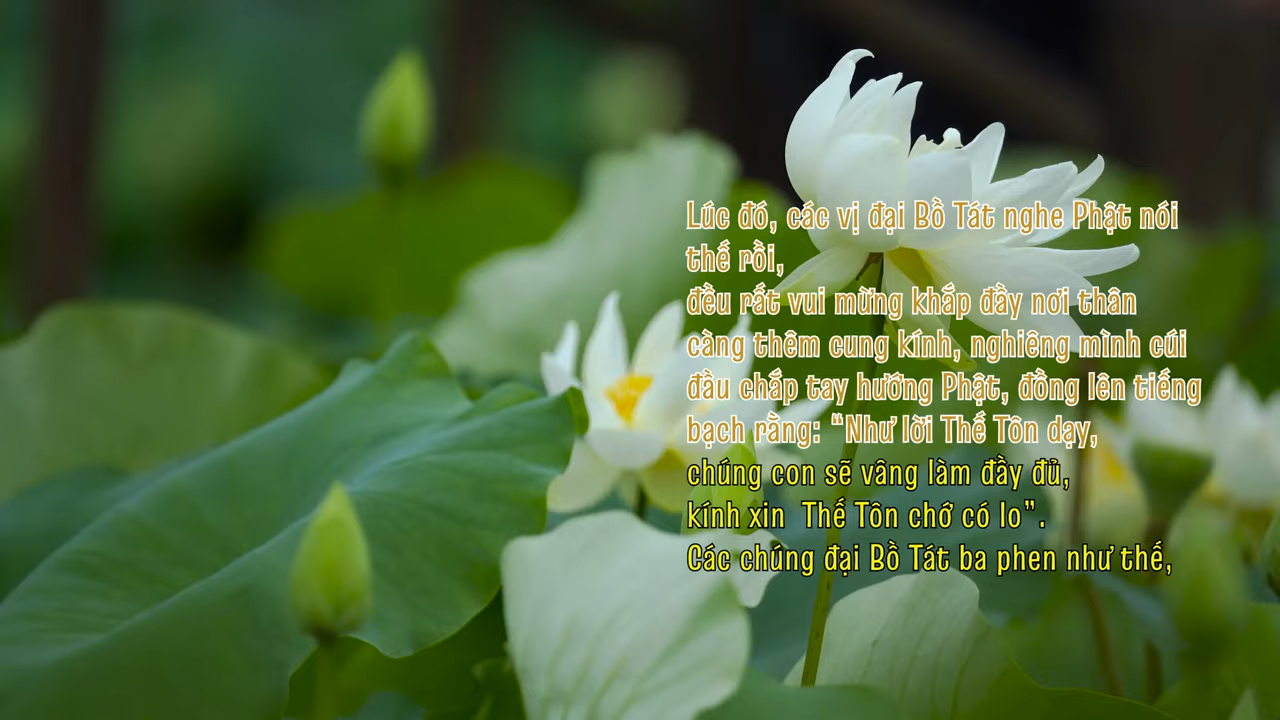 Lúc đó, các vị đại Bồ Tát nghe Phật nói
thế rồi,
đều rất vui mừng khắp đầy nơi thân
càng thêm cung kính, nghiêng mình cúi
đầu chắp tay hướng Phật, đồng lên tiếng
bạch rằng: “Như lời Thế Tôn dạy,
chúng con sẽ vâng làm đầy đủ,
kính xin  Thế Tôn chớ có lo”.
Các chúng đại Bồ Tát ba phen như thế,